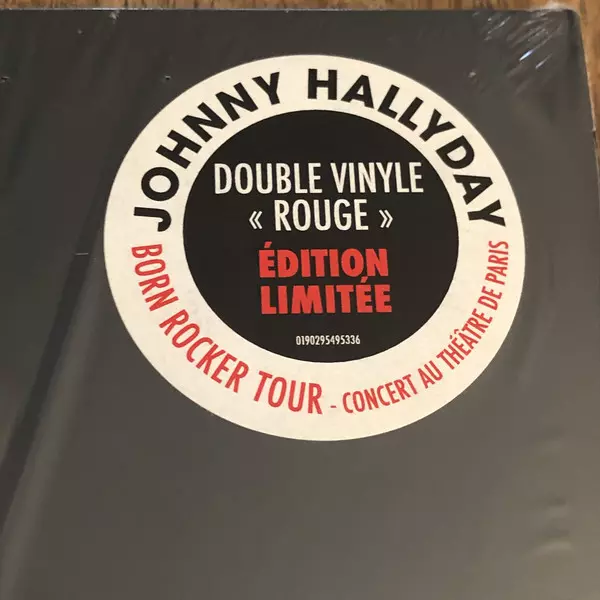 JOHNNY HALLYDAY
DOUBLE VINYLE
« ROUGE »
ÉDITION
LIMITÉE
0190295495336
BORN ROCKER TOUR - CONCERT AU THÉÂTRE DE PARIS